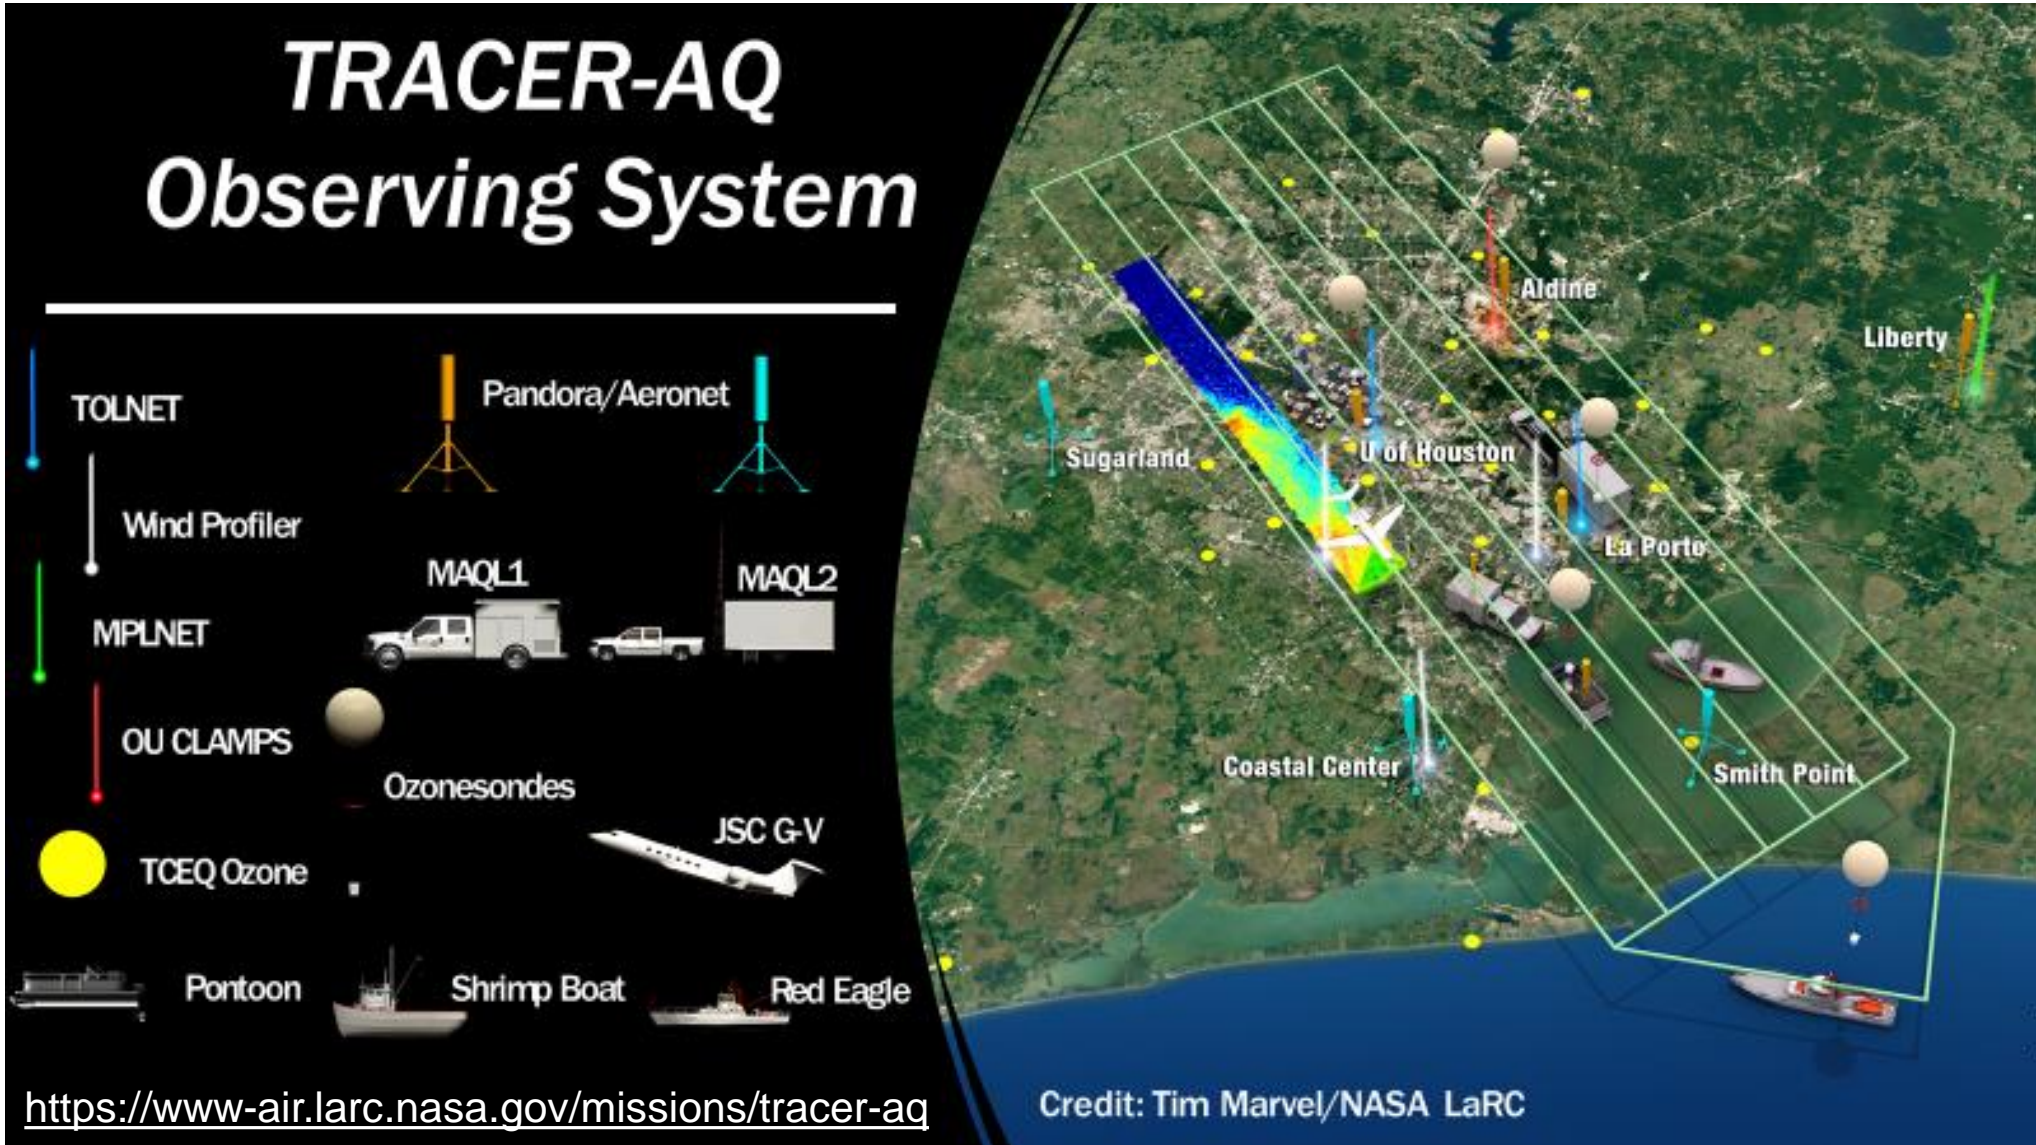 TRACER-AQ
Observing System
TOLNET
Pandora/Aeronet
Wind Profiler
MAQL1
MAQL2
MPLNET
OU CLAMPS
Ozonesondes
JSC G-V
TCEQ Ozone
Pontoon
Shrimp Boat
Red Eagle
https://www-air.larc.nasa.gov/missions/tracer-aq
Aldine
Liberty
Sugarland
U of Houston
La Porte
Coastal Center
Smith Point
Credit: Tim Marvel/NASA LaRC